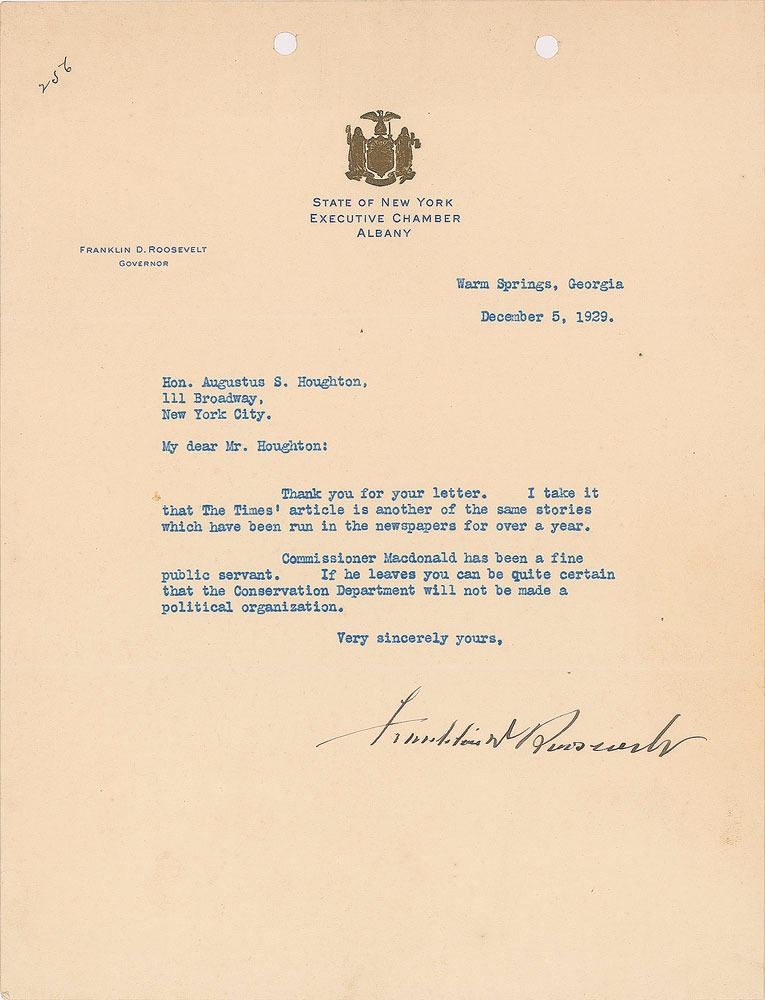 256
STATE OF NEW YORK
EXECUTIVE CHAMBER
ALBANY
FRANKLIN D. ROOSEVELT
GOVERNOR
Warm Springs, Georgia
December 5, 1929.
Hon. Augustus S. Houghton,
111 Broadway,
New York City.
My dear Mr. Houghton:
Thank you for your letter. I take it
that The Times' article is another of the same stories
which have been run in the newspapers for over a year.
Commissioner Macdonald has been a fine
public servant. If he leaves you can be quite certain
that the Conservation Department will not be made a
political organization.
Very sincerely yours,
Franklin D Roosevelt